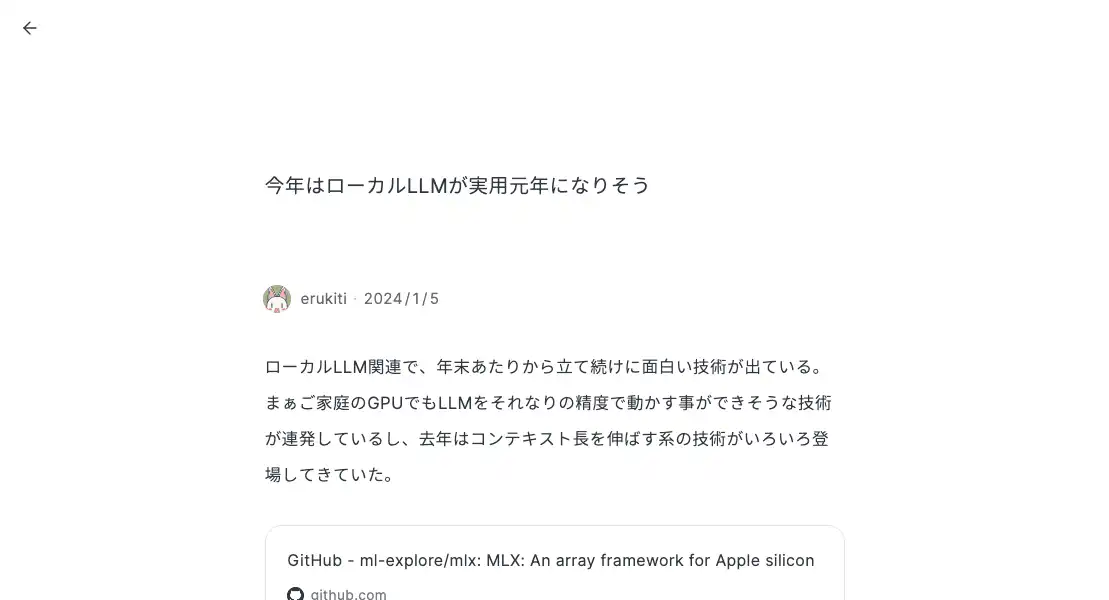 今年はローカルLLMが実用元年になりそう
erukiti · 2024/1/5
ローカルLLM関連で、年末あたりから立て続けに面白い技術が出ている。
まぁご家庭のGPUでもLLMをそれなりの精度で動かす事ができそうな技術
が連発しているし、去年はコンテキスト長を伸ばす系の技術がいろいろ登
場してきていた。
GitHub - ml-explore/mlx: MLX: An array framework for Apple silicon
github.com